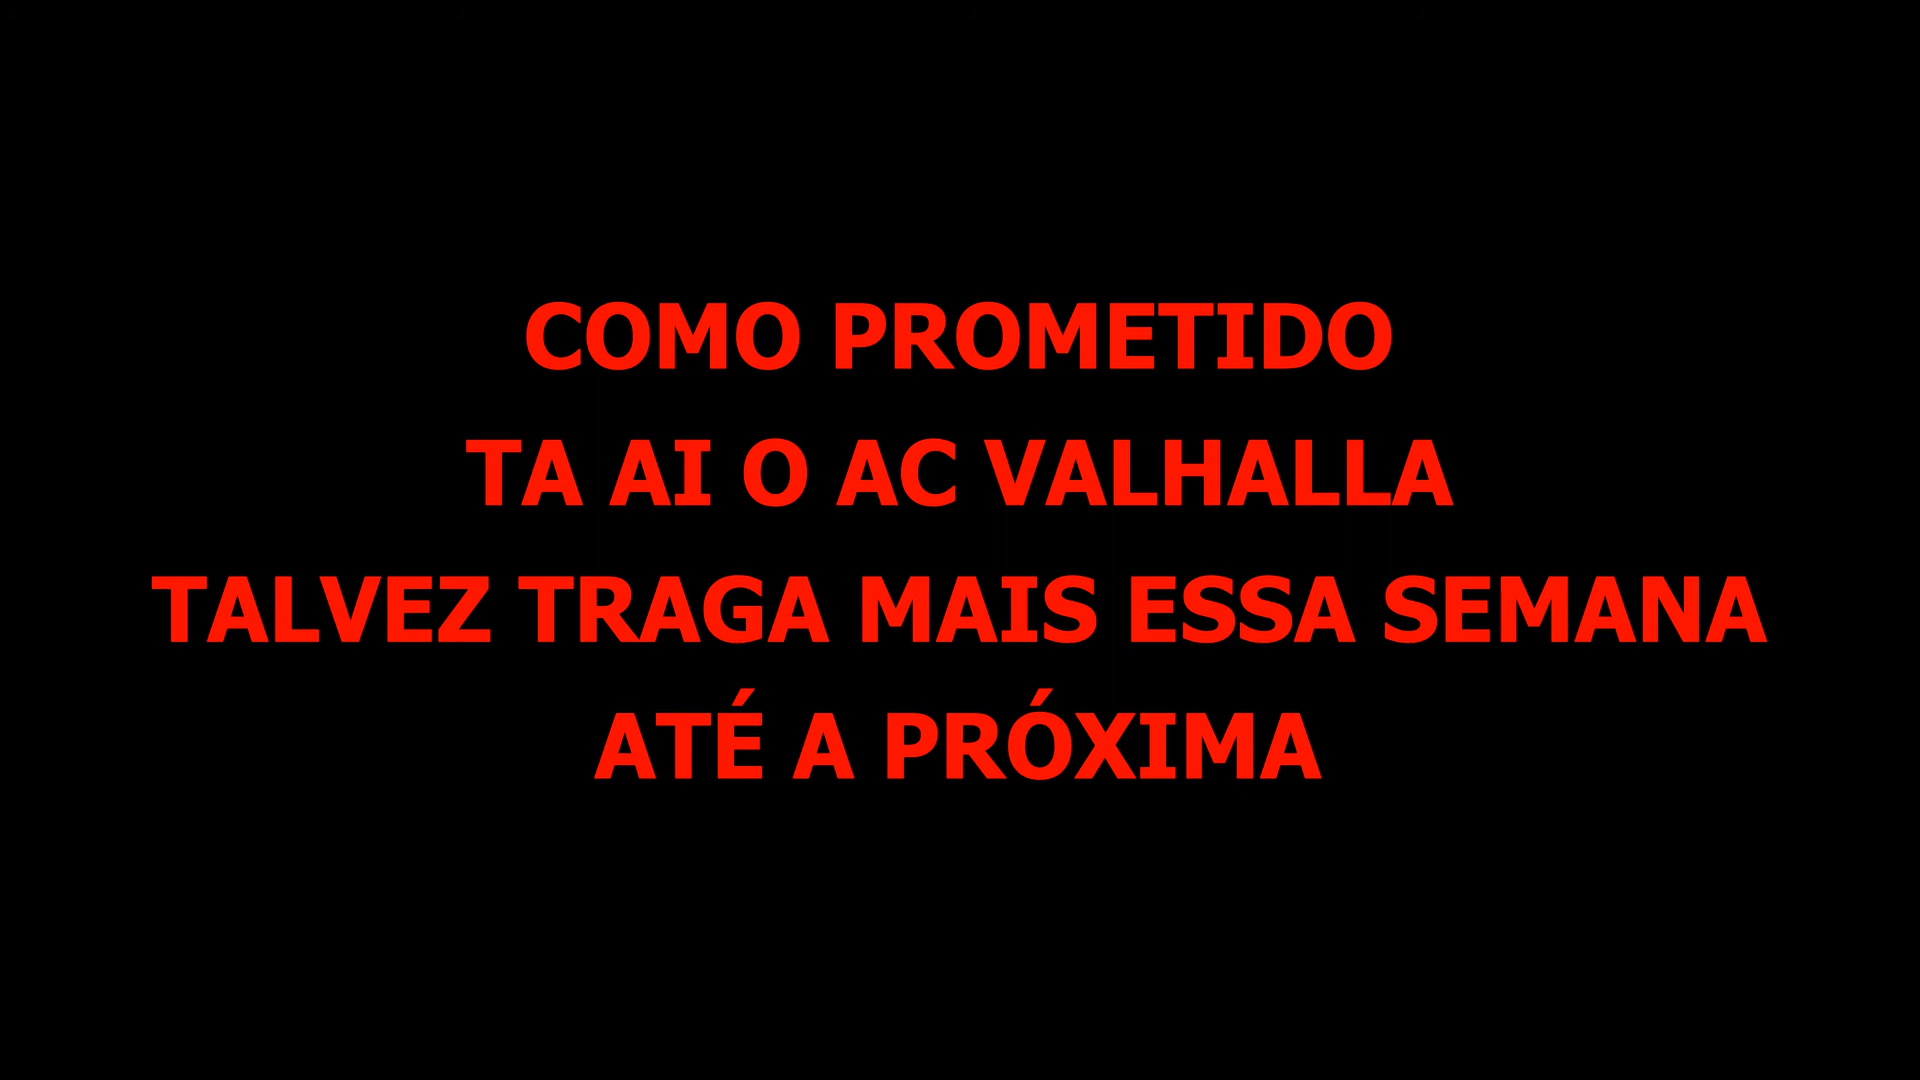 COMO PROMETIDO
TA AI O AC VALHALLA
TALVEZ TRAGA MAIS ESSA SEMANA
ATÉ A PRÓXIMA